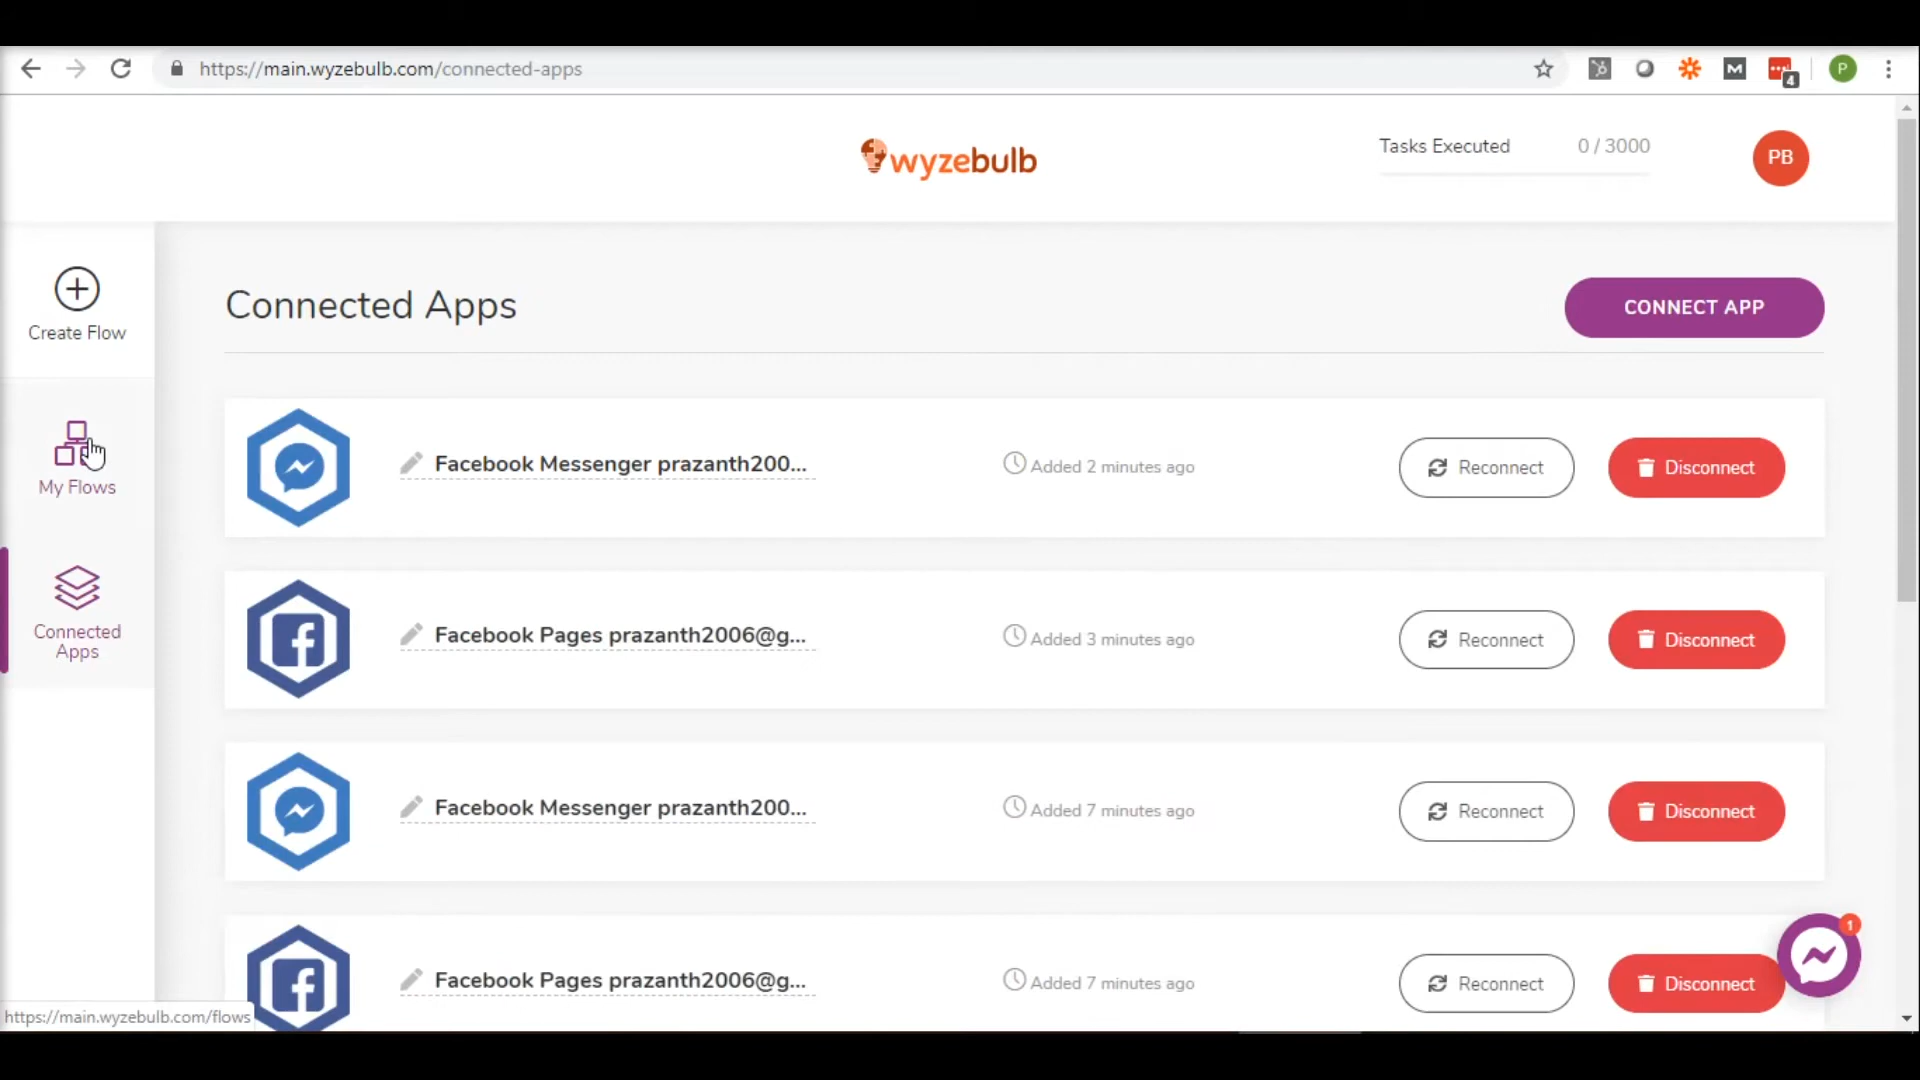 https://main.wyzebulb.com/connected-apps
4
P
wyzebulb
Tasks Executed 0 / 3000
PB
Create Flow
Connected Apps
CONNECT APP
My Flows
Facebook Messenger prazanth200...
Added 2 minutes ago
Reconnect
Disconnect
Connected
Apps
Facebook Pages prazanth2006@g...
Added 3 minutes ago
Reconnect
Disconnect
Facebook Messenger prazanth200...
Added 7 minutes ago
Reconnect
Disconnect
Facebook Pages prazanth2006@g...
Added 7 minutes ago
Reconnect
Disconnect
1
https://main.wyzebulb.com/flows